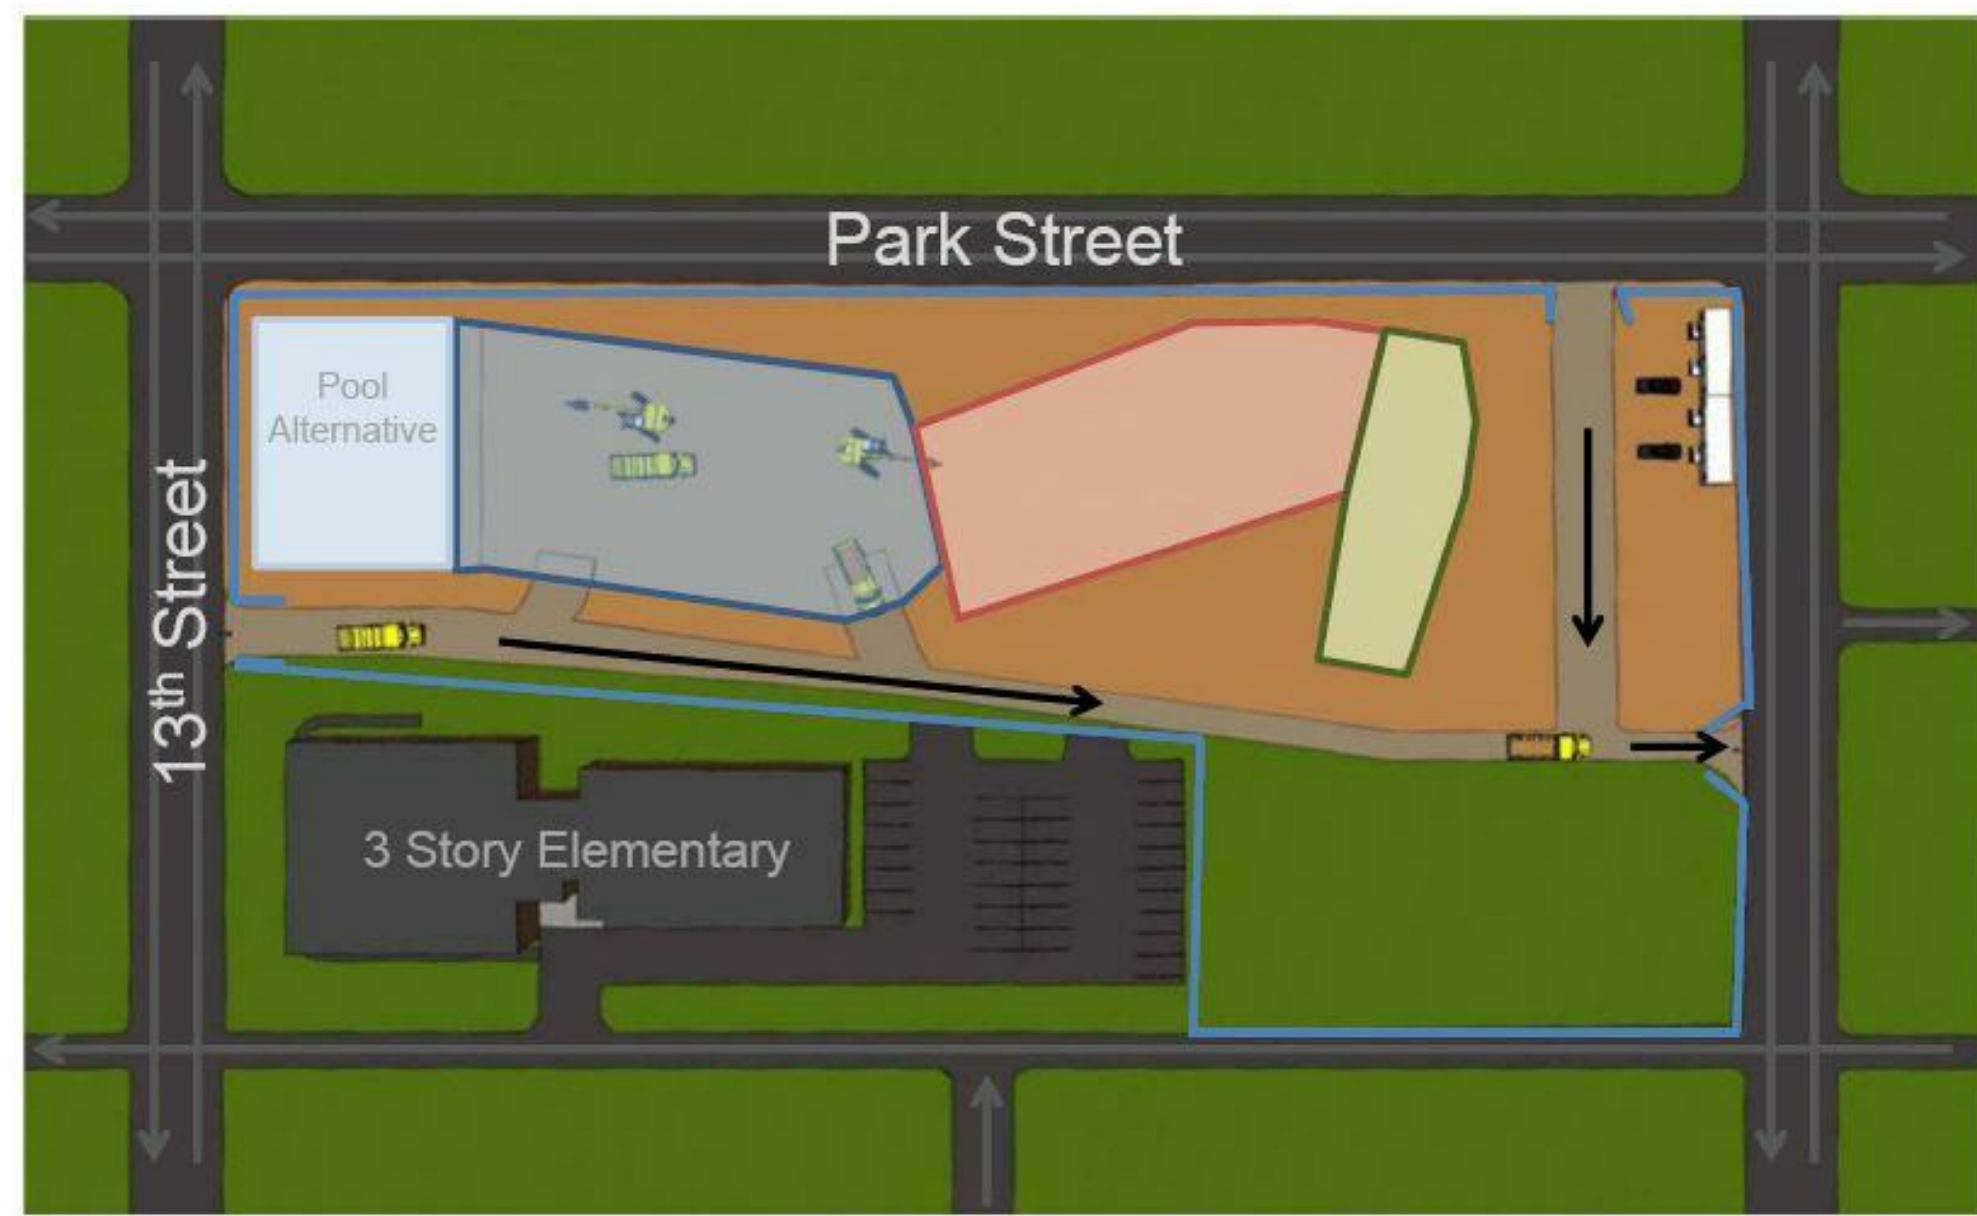 Park Street
Pool
Alternative
13th Street
3 Story Elementary